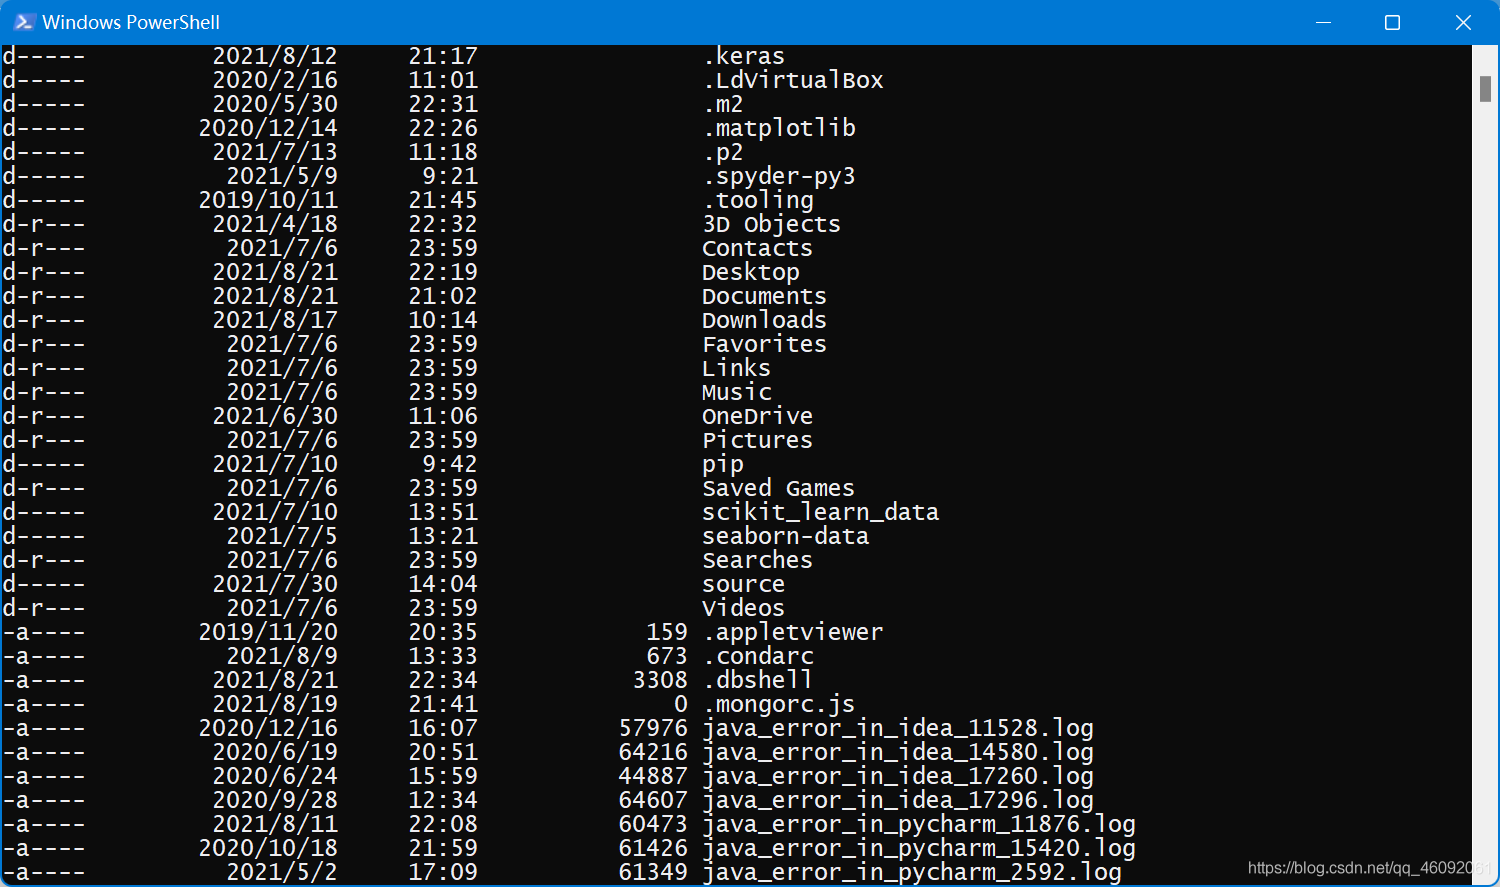 Windows PowerShell
d----- 2021/8/12 21:17 .keras
d----- 2020/2/16 11:01 .LdVirtualBox
d----- 2020/5/30 22:31 .m2
d----- 2020/12/14 22:26 .matplotlib
d----- 2021/7/13 11:18 .p2
d----- 2021/5/9 9:21 .spyder-py3
d----- 2019/10/11 21:45 .tooling
d-r--- 2021/4/18 22:32 3D Objects
d-r--- 2021/7/6 23:59 Contacts
d-r--- 2021/8/21 22:19 Desktop
d-r--- 2021/8/21 21:02 Documents
d-r--- 2021/8/17 10:14 Downloads
d-r--- 2021/7/6 23:59 Favorites
d-r--- 2021/7/6 23:59 Links
d-r--- 2021/7/6 23:59 Music
d-r--- 2021/6/30 11:06 OneDrive
d-r--- 2021/7/6 23:59 Pictures
d----- 2021/7/10 9:42 pip
d-r--- 2021/7/6 23:59 Saved Games
d----- 2021/7/10 13:51 scikit_learn_data
d----- 2021/7/5 13:21 seaborn-data
d-r--- 2021/7/6 23:59 Searches
d----- 2021/7/30 14:04 source
d-r--- 2021/7/6 23:59 Videos
-a---- 2019/11/20 20:35 159 .appletviewer
-a---- 2021/8/9 13:33 673 .condarc
-a---- 2021/8/21 22:34 3308 .dbshell
-a---- 2021/8/19 21:41 0 .mongorc.js
-a---- 2020/12/16 16:07 57976 java_error_in_idea_11528.log
-a---- 2020/6/19 20:51 64216 java_error_in_idea_14580.log
-a---- 2020/6/24 15:59 44887 java_error_in_idea_17260.log
-a---- 2020/9/28 12:34 64607 java_error_in_idea_17296.log
-a---- 2021/8/11 22:08 60473 java_error_in_pycharm_11876.log
-a---- 2020/10/18 21:59 61426 java_error_in_pycharm_15420.log
-a---- 2021/5/2 17:09 61349 java_error_in_pycharm_2592.log
https://blog.csdn.net/qq_46092061